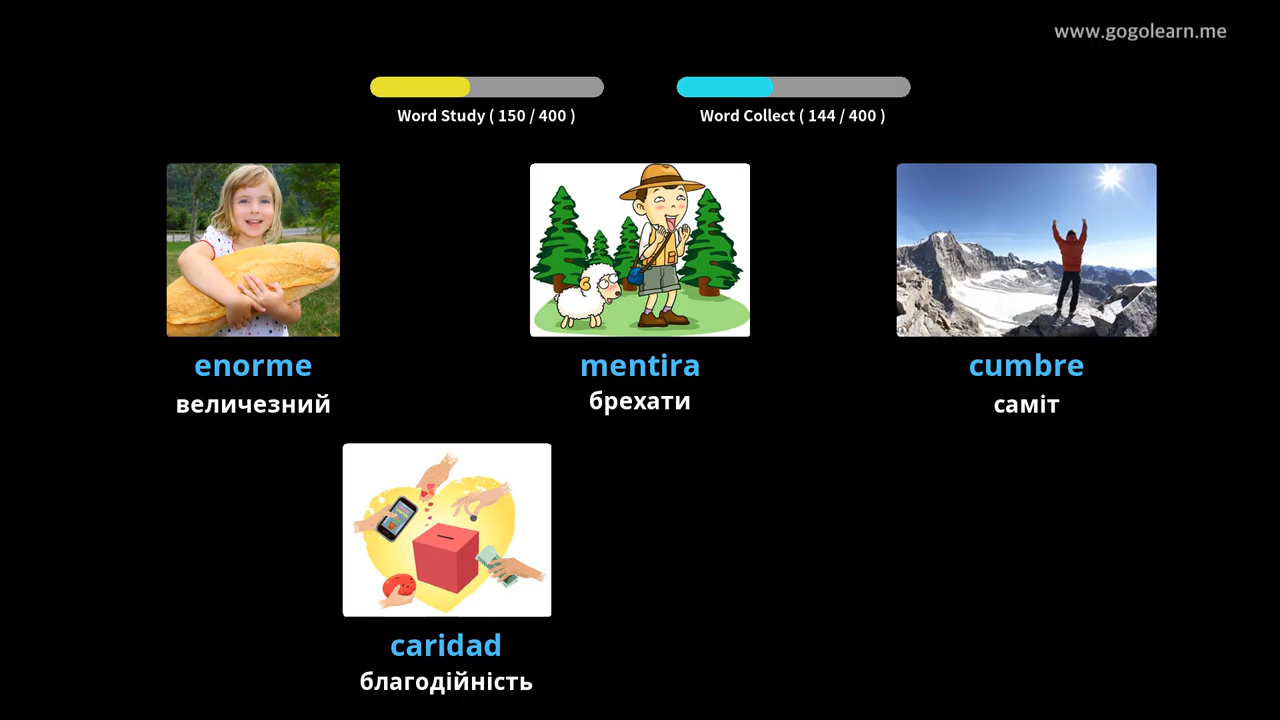 www.gogolearn.me
Word Study ( 150 / 400 )
Word Collect ( 144 / 400 )
enorme
величезний
mentira
брехати
cumbre
саміт
caridad
благодійність